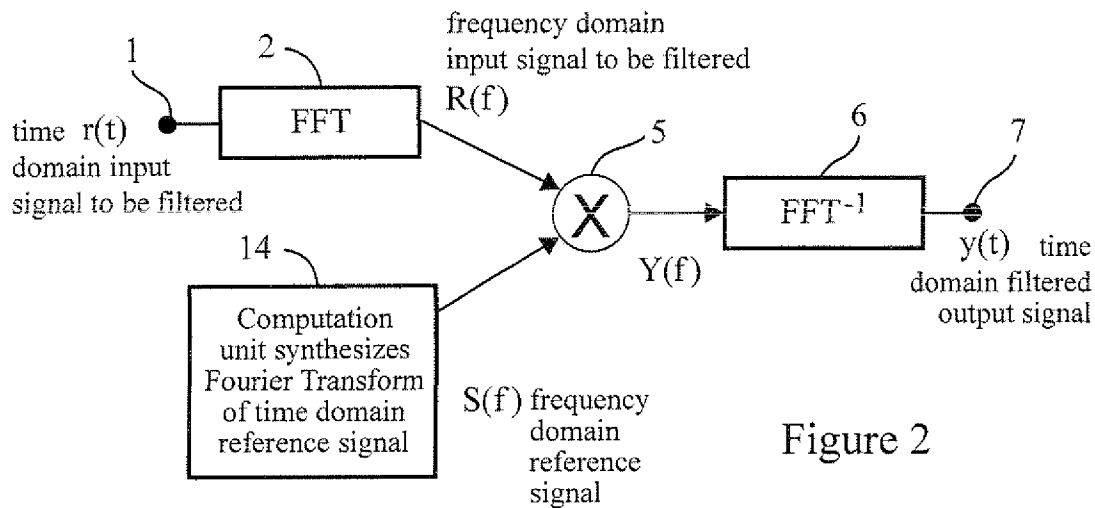 1
2
frequency domain
input signal to be filtered
R(f)
FFT
time r(t)
domain input
signal to be filtered
5
X
6
FFT-1
7
Y(f)
y(t) time
domain filtered
output signal
14
Computation
unit synthesizes
Fourier Transform
of time domain
reference signal
S(f) frequency
domain
reference
signal
Figure 2